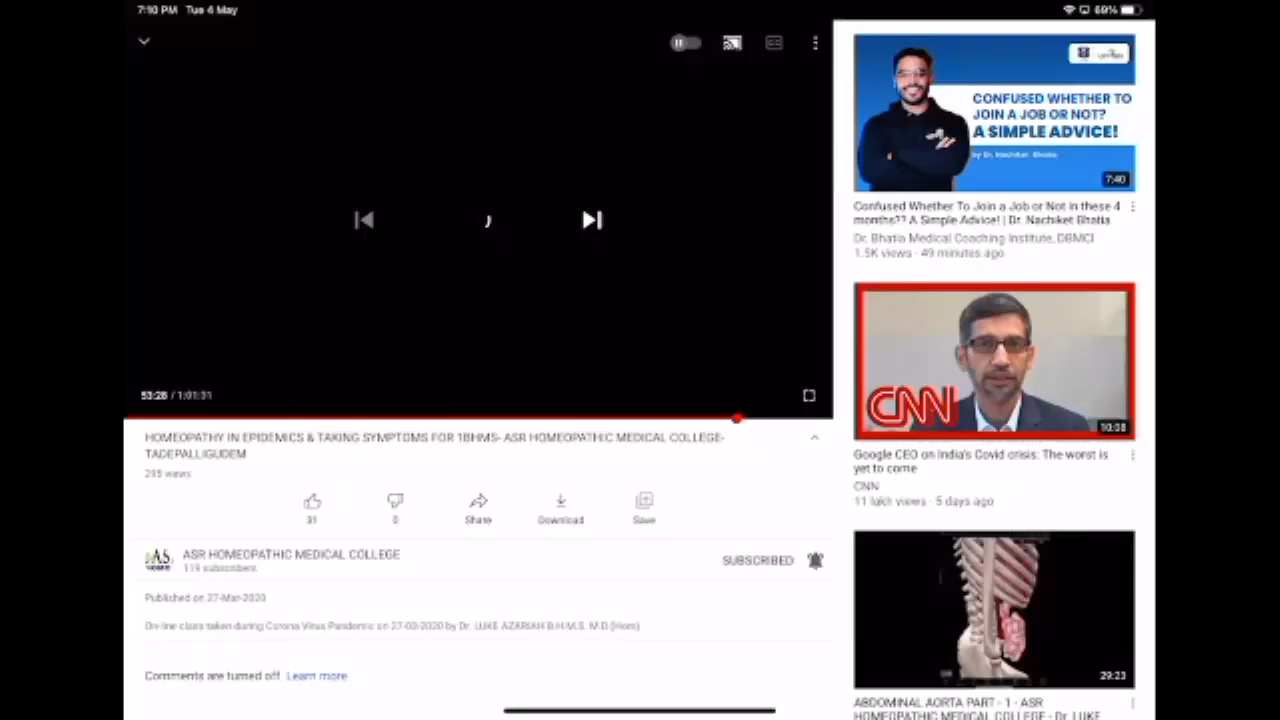 7:10 PM Tue 4 May
69%
53:28 / 1:01:31
HOMEOPATHY IN EPIDEMICS & TAKING SYMPTOMS FOR 1BHMS- ASR HOMEOPATHIC MEDICAL COLLEGE-
TADEPALLIGUDEM
295 views
31
0
Share
Download
Save
ASR HOMEOPATHIC MEDICAL COLLEGE
119 subscribers
SUBSCRIBED
Published on 27-Mar-2020
On-line class taken during Corona Virus Pandemic on 27-03-2020 by Dr. LUKE AZARIAH B.H.M.S. M.D.(Hom)
Comments are turned off. Learn more
CONFUSED WHETHER TO
JOIN A JOB OR NOT?
A SIMPLE ADVICE!
by Dr. Nachiket Bhatia
7:40
Confused Whether To Join a Job or Not in these 4
months?? A Simple Advice! | Dr. Nachiket Bhatia
Dr. Bhatia Medical Coaching Institute, DBMCI
1.5K views · 49 minutes ago
CNN
10:08
Google CEO on India's Covid crisis: The worst is
yet to come
CNN
11 lakh views · 5 days ago
29:23
ABDOMINAL AORTA PART - 1 - ASR
HOMEOPATHIC MEDICAL COLLEGE - Dr. LUKE